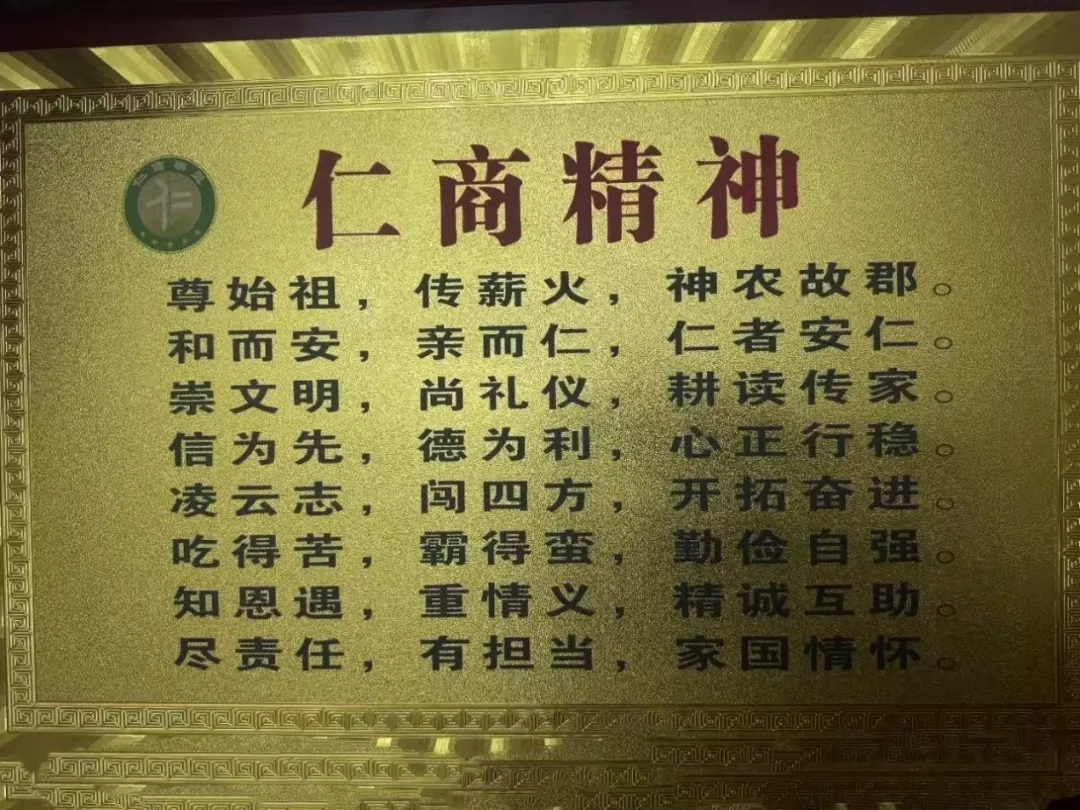 仁商精神
尊始祖，传薪火，神农故郡。
和而安，亲而仁，仁者安仁。
崇文明，尚礼仪，耕读传家。
信为先，德为利，心正行稳。
凌云志，闯四方，开拓奋进。
吃得苦，霸得蛮，勤俭自强。
知恩遇，重情义，精诚互助。
尽责任，有担当，家国情怀。